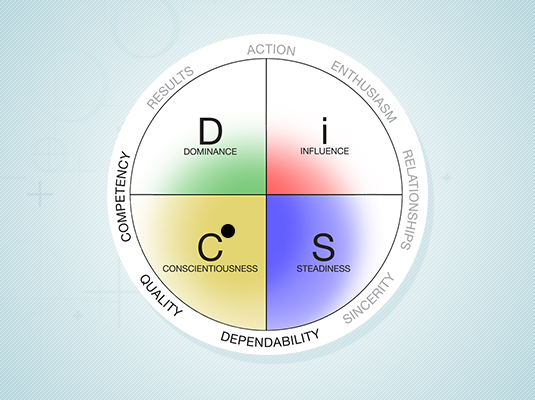 ACTION
RESULTS
ENTHUSIASM
D
DOMINANCE
i
INFLUENCE
COMPETENCY
RELATIONSHIPS
C
CONSCIENTIOUSNESS
S
STEADINESS
QUALITY
SINCERITY
DEPENDABILITY